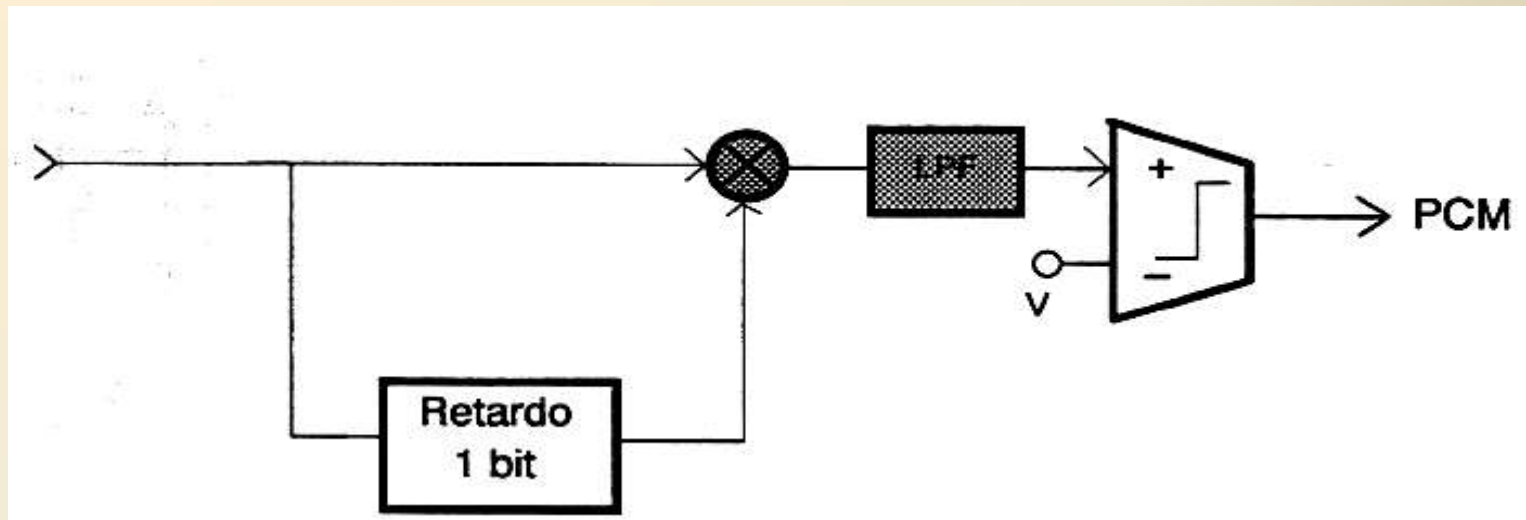 LPF
+
−
V
PCM
Retardo
1 bit